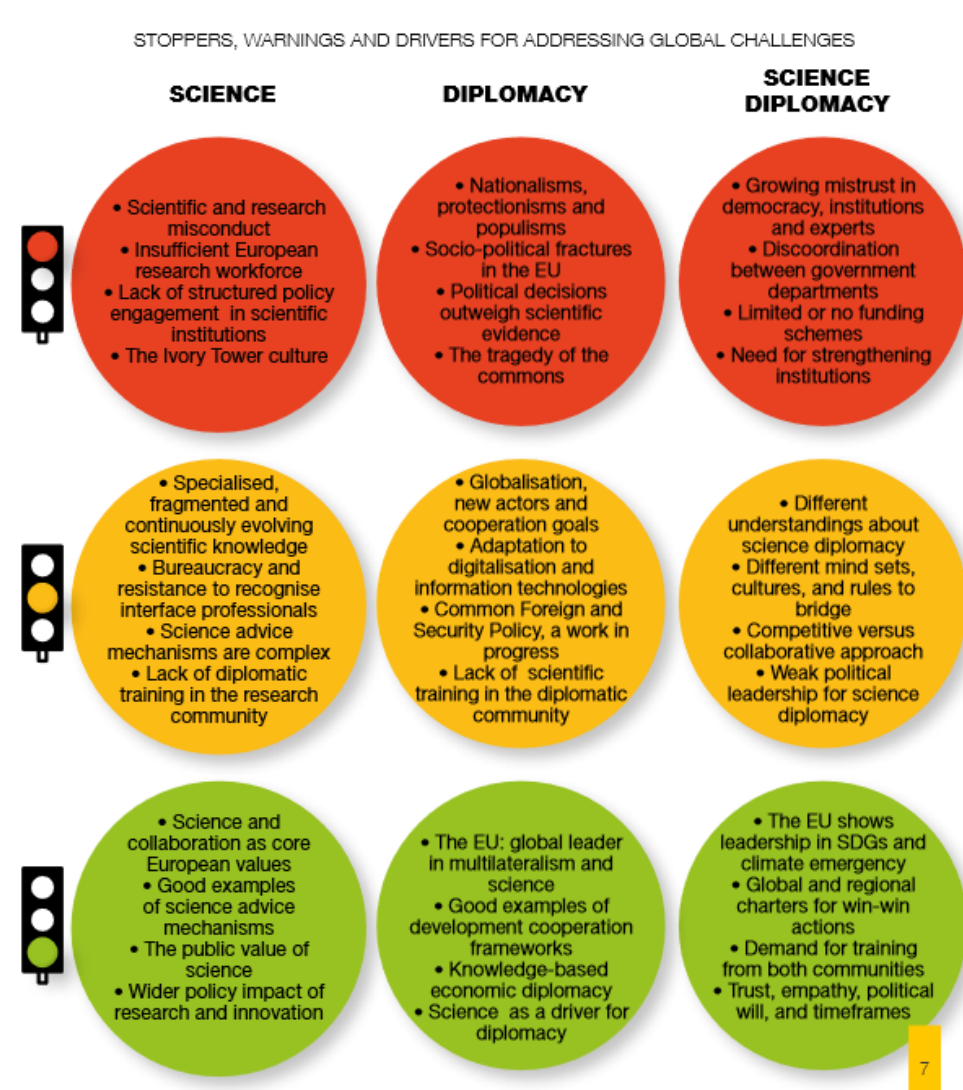 STOPPERS, WARNINGS AND DRIVERS FOR ADDRESSING GLOBAL CHALLENGES
SCIENCE
DIPLOMACY
SCIENCE
DIPLOMACY
• Scientific and research
misconduct
• Insufficient European
research workforce
• Lack of structured policy
engagement in scientific
institutions
• The Ivory Tower culture
• Nationalisms,
protectionisms and
populisms
• Socio-political fractures
in the EU
• Political decisions
outweigh scientific
evidence
• The tragedy of the
commons
• Growing mistrust in
democracy, institutions
and experts
• Discoordination
between government
departments
• Limited or no funding
schemes
• Need for strengthening
institutions
• Specialised,
fragmented and
continuously evolving
scientific knowledge
• Bureaucracy and
resistance to recognise
interface professionals
• Science advice
mechanisms are complex
• Lack of diplomatic
training in the research
community
• Globalisation,
new actors and
cooperation goals
• Adaptation to
digitalisation and
information technologies
• Common Foreign and
Security Policy, a work in
progress
• Lack of scientific
training in the diplomatic
community
• Different
understandings about
science diplomacy
• Different mind sets,
cultures, and rules to
bridge
• Competitive versus
collaborative approach
• Weak political
leadership for science
diplomacy
• Science and
collaboration as core
European values
• Good examples
of science advice
mechanisms
• The public value of
science
• Wider policy impact of
research and innovation
• The EU: global leader
in multilateralism and
science
• Good examples of
development cooperation
frameworks
• Knowledge-based
economic diplomacy
• Science as a driver for
diplomacy
• The EU shows
leadership in SDGs and
climate emergency
• Global and regional
charters for win-win
actions
• Demand for training
from both communities
• Trust, empathy, political
will, and timeframes
7